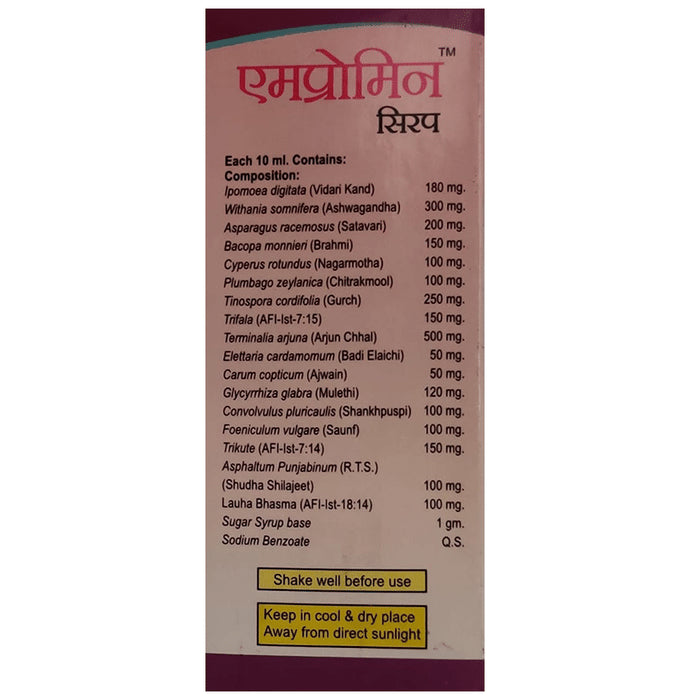 एमप्रोमिन™
सिरप
Each 10 ml. Contains:
Composition:
Ipomoea digitata (Vidari Kand) 180 mg.
Withania somnifera (Ashwagandha) 300 mg.
Asparagus racemosus (Satavari) 200 mg.
Bacopa monnieri (Brahmi) 150 mg.
Cyperus rotundus (Nagarmotha) 100 mg.
Plumbago zeylanica (Chitrakmool) 100 mg.
Tinospora cordifolia (Gurch) 250 mg.
Trifala (AFI-Ist-7:15) 150 mg.
Terminalia arjuna (Arjun Chhal) 500 mg.
Elettaria cardamomum (Badi Elaichi) 50 mg.
Carum copticum (Ajwain) 50 mg.
Glycyrrhiza glabra (Mulethi) 120 mg.
Convolvulus pluricaulis (Shankhpuspi) 100 mg.
Foeniculum vulgare (Saunf) 100 mg.
Trikute (AFI-Ist-7:14) 150 mg.
Asphaltum Punjabinum (R.T.S.)
(Shudha Shilajeet) 100 mg.
Lauha Bhasma (AFI-Ist-18:14) 100 mg.
Sugar Syrup base 1 gm.
Sodium Benzoate Q.S.
Shake well before use
Keep in cool & dry place
Away from direct sunlight